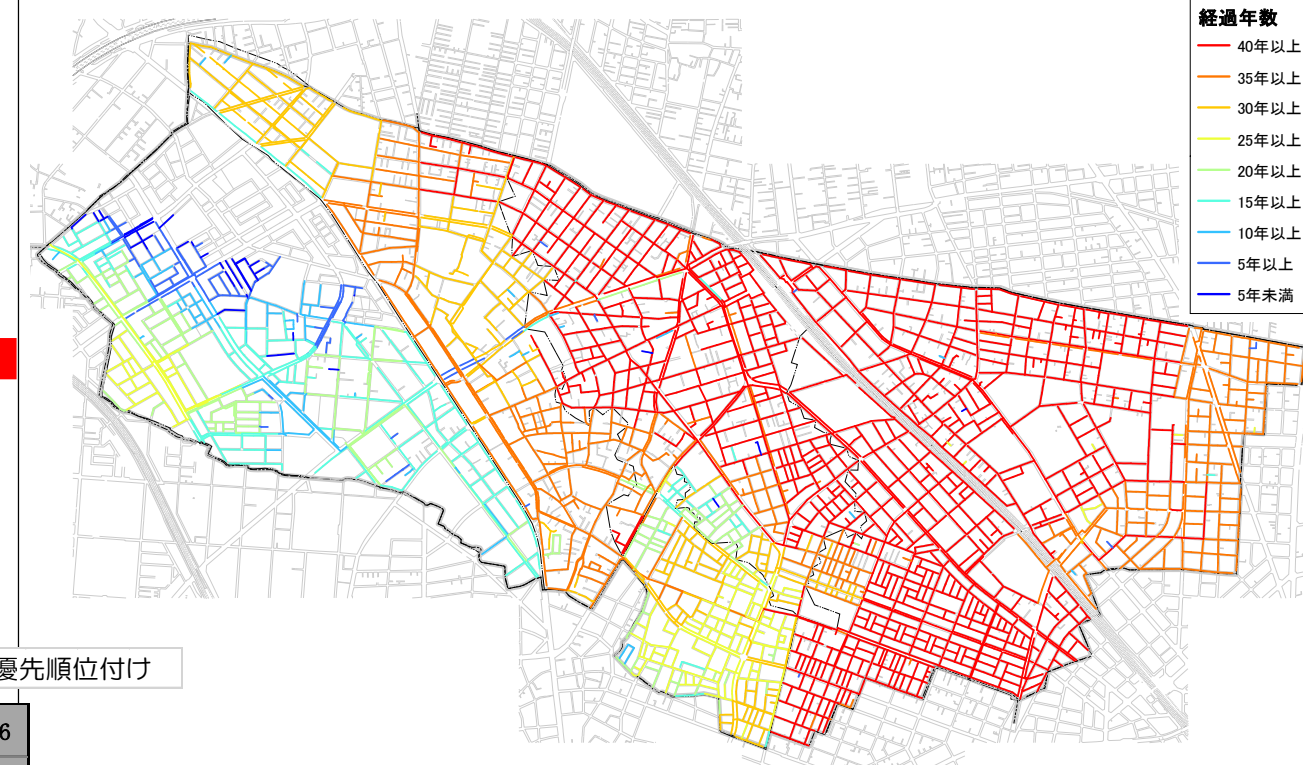 経過年数
40年以上
35年以上
30年以上
25年以上
20年以上
15年以上
10年以上
5年以上
5年未満
優先順位付け
6